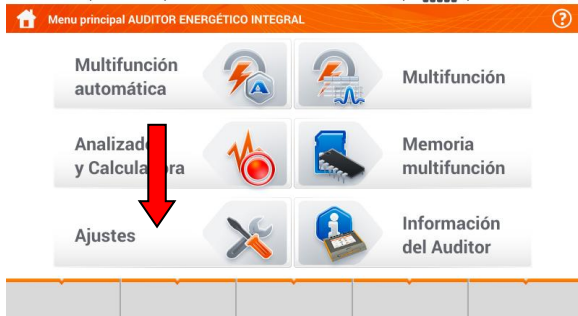 Menu principal AUDITOR ENERGÉTICO INTEGRAL
?
Multifunción
automática
A
Multifunción
y
Memoria
multifunción
Ajustes
Información
del Auditor